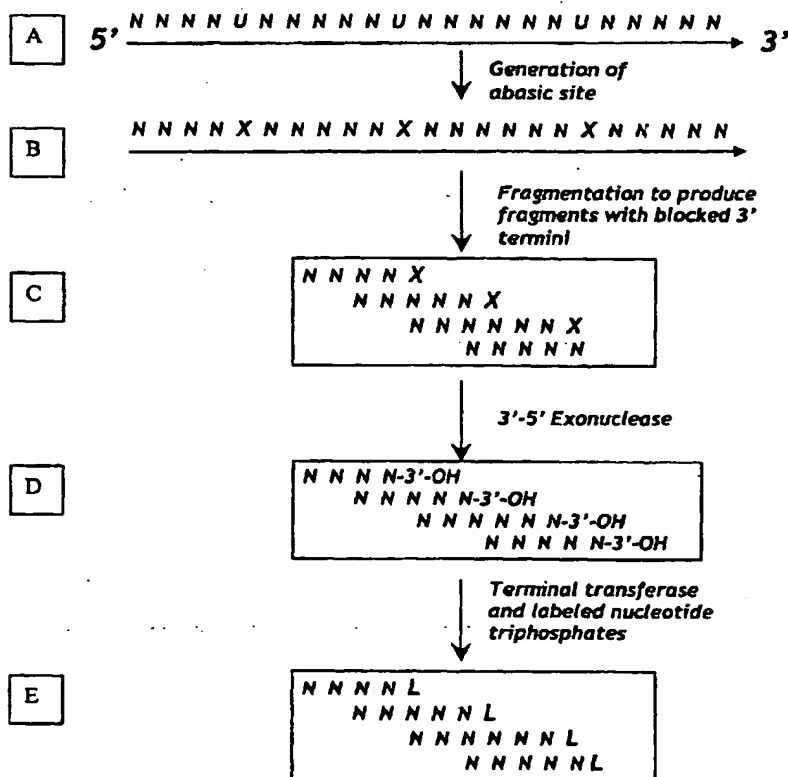 A
5' N N N N U N N N N N U N N N N N N U N N N N N 3'
Generation of
abasic site
B
N N N N X N N N N N X N N N N N N X N N N N N
Fragmentation to produce
fragments with blocked 3'
termini
C
N N N N X
N N N N N X
N N N N N N X
N N N N N
3'-5' Exonuclease
D
N N N N-3'-OH
N N N N N-3'-OH
N N N N N N-3'-OH
N N N N N-3'-OH
Terminal transferase
and labeled nucleotide
triphosphates
E
N N N N L
N N N N N L
N N N N N N L
N N N N N L